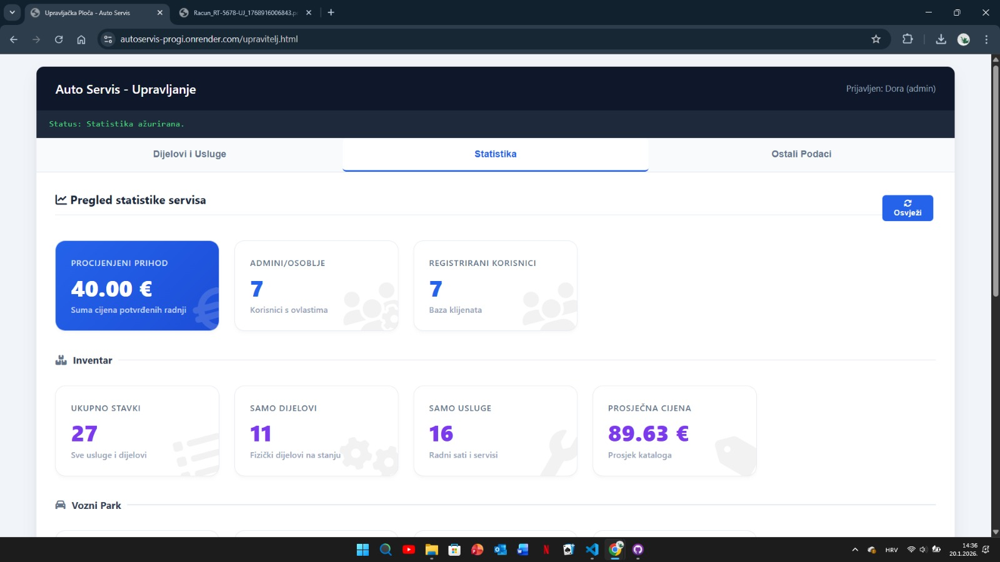 Upravljačka Ploča - Auto Servis
Racun_RT-5678-UJ_1768916006843.p
autoservis-progi.onrender.com/upravitelj.html
Auto Servis - Upravljanje
Prijavljen: Dora (admin)
Status: Statistika ažurirana.
Dijelovi i Usluge
Statistika
Ostali Podaci
Pregled statistike servisa
Osvježi
PROCIJENJENI PRIHOD
40.00 €
Suma cijena potvrđenih radnji
ADMINI/OSOBLJE
7
Korisnici s ovlastima
REGISTRIRANI KORISNICI
7
Baza klijenata
Inventar
UKUPNO STAVKI
27
Sve usluge i dijelovi
SAMO DIJELOVI
11
Fizički dijelovi na stanju
SAMO USLUGE
16
Radni sati i servisi
PROSJEČNA CIJENA
89.63 €
Prosjek kataloga
Vozni Park
HRV
14:36
20.1.2026.